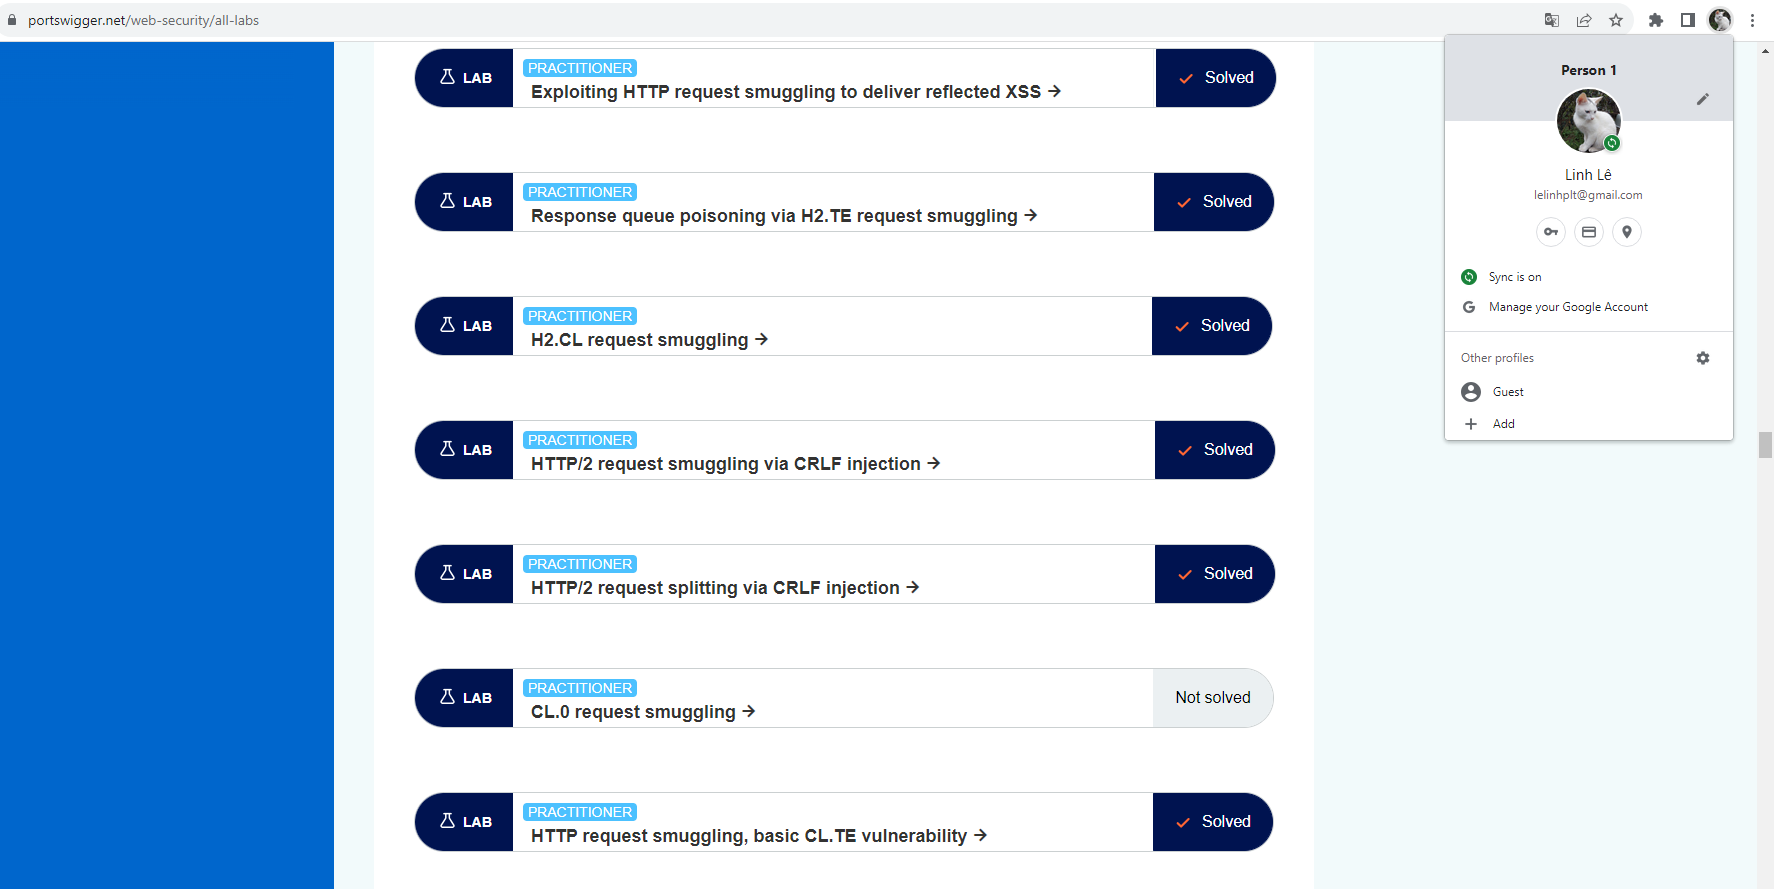 portswigger.net/web-security/all-labs
LAB
PRACTITIONER
Exploiting HTTP request smuggling to deliver reflected XSS →
Solved
LAB
PRACTITIONER
Response queue poisoning via H2.TE request smuggling →
Solved
LAB
PRACTITIONER
H2.CL request smuggling →
Solved
LAB
PRACTITIONER
HTTP/2 request smuggling via CRLF injection →
Solved
LAB
PRACTITIONER
HTTP/2 request splitting via CRLF injection →
Solved
LAB
PRACTITIONER
CL.0 request smuggling →
Not solved
LAB
PRACTITIONER
HTTP request smuggling, basic CL.TE vulnerability →
Solved
Person 1
Linh Lê
lelinhplt@gmail.com
Sync is on
G Manage your Google Account
Other profiles
Guest
Add